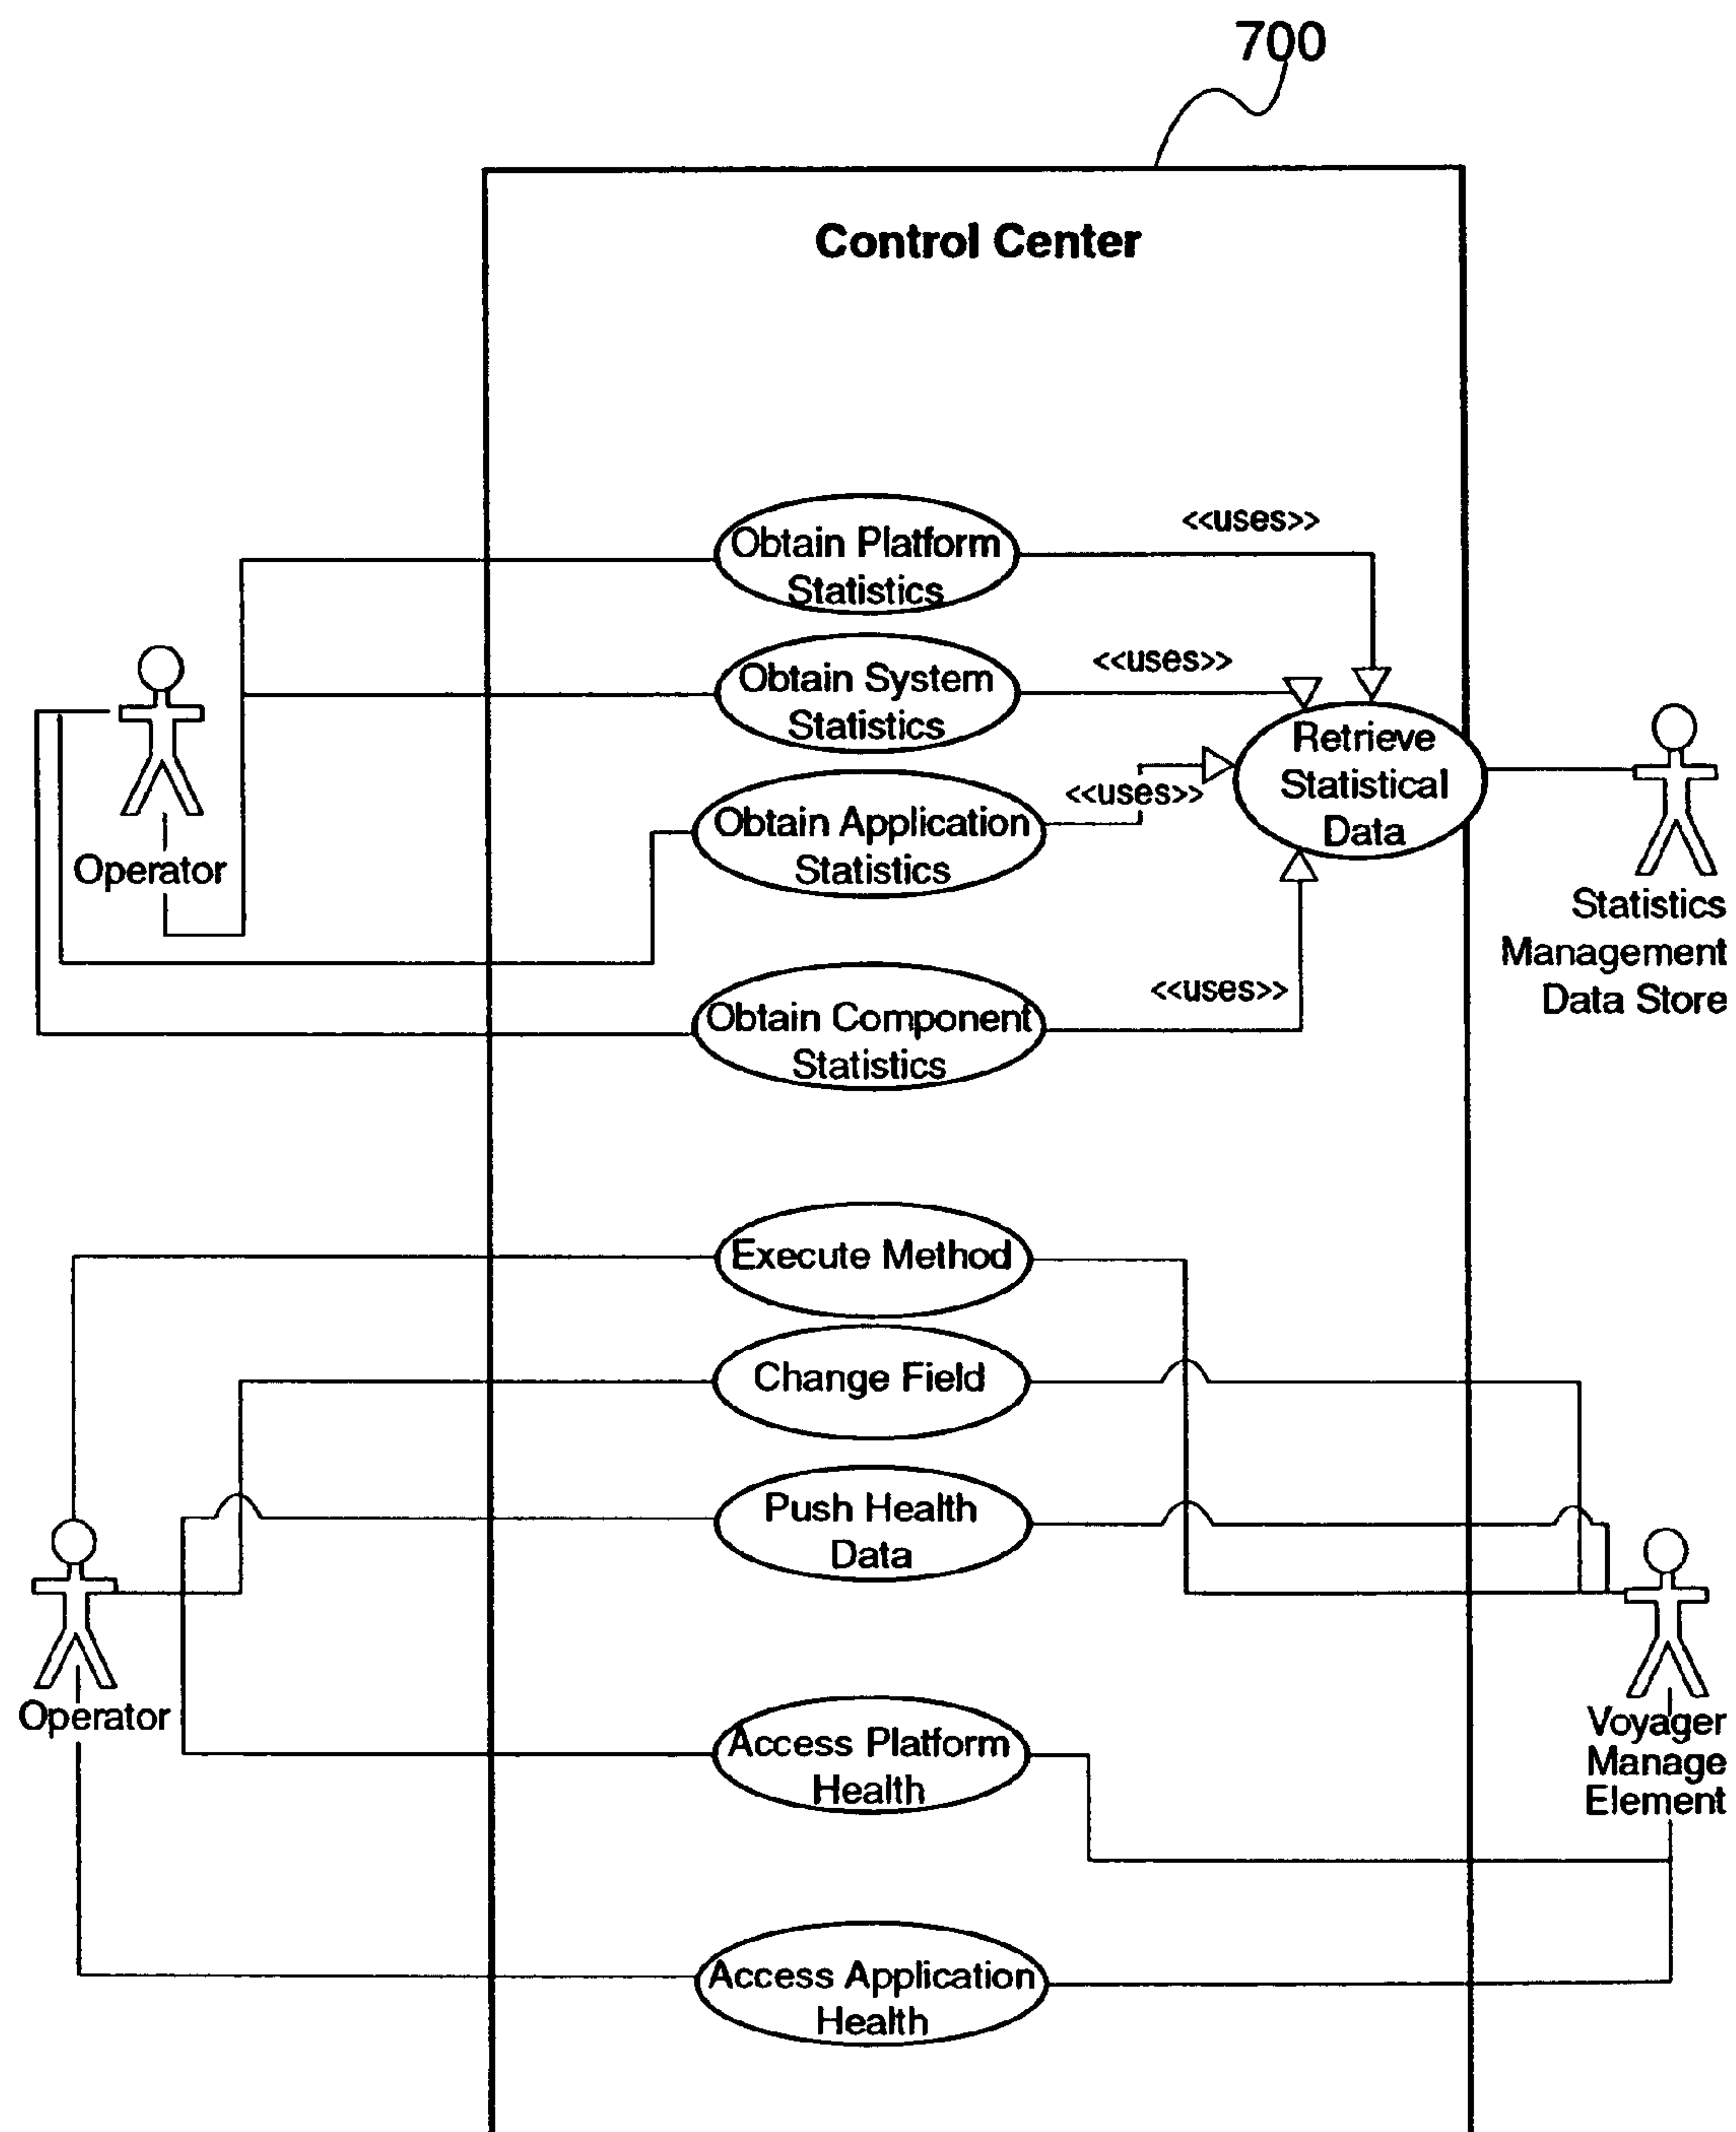 700
Control Center
Obtain Platform
Statistics
<<uses>>
Obtain System
Statistics
<<uses>>
Retrieve
Statistical
Data
<<uses>>
Obtain Application
Statistics
Operator
Statistics
Management
Data Store
Obtain Component
Statistics
<<uses>>
Execute Method
Change Field
Push Health
Data
Operator
Voyager
Manage
Element
Access Platform
Health
Access Application
Health